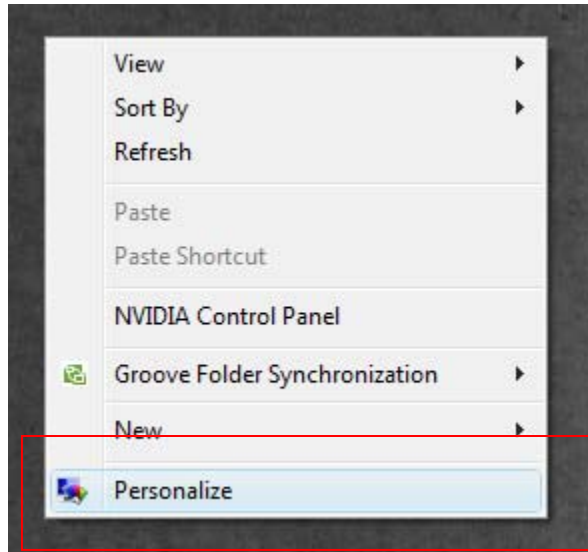 View
Sort By
Refresh
Paste
Paste Shortcut
NVIDIA Control Panel
Groove Folder Synchronization
New
Personalize